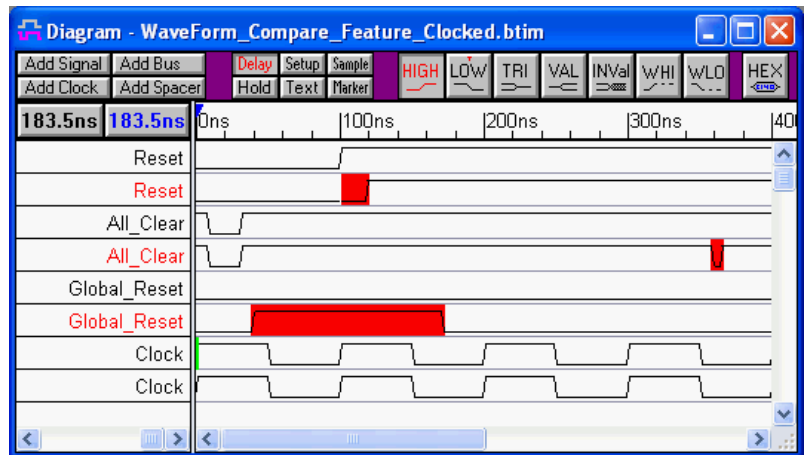 Diagram - WaveForm_Compare_Feature_Clocked.btim
Add Signal Add Bus Delay Setup Sample HIGH LOW TRI VAL INVal WHI WLO HEX
Add Clock Add Spacer Hold Text Marker
183.5ns 183.5ns 0ns 100ns 200ns 300ns 40
Reset
Reset
All_Clear
All_Clear
Global_Reset
Global_Reset
Clock
Clock